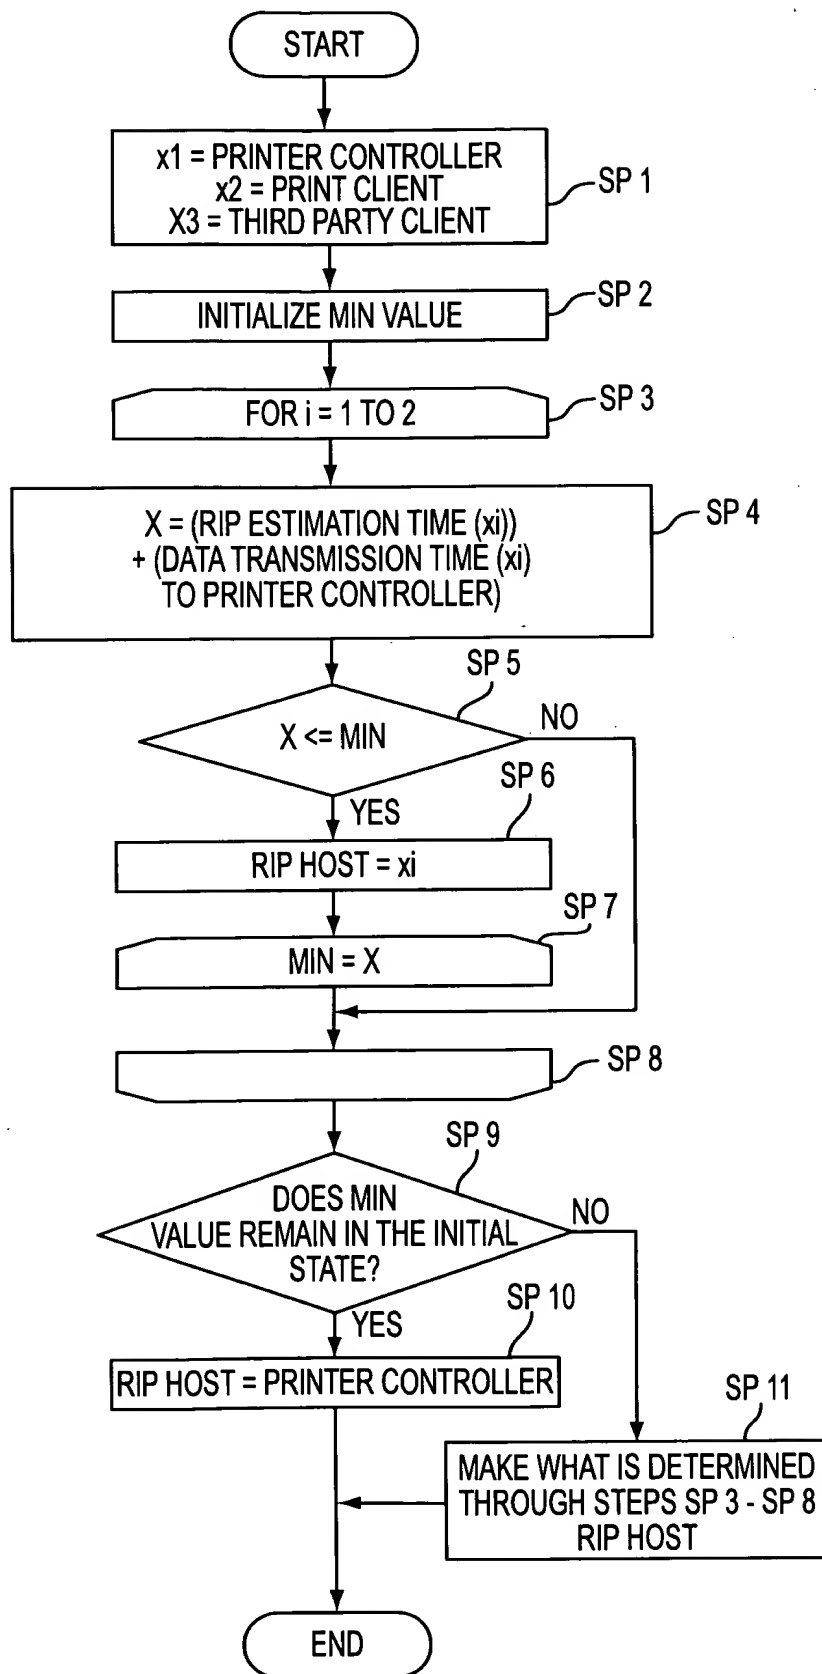 START
x1 = PRINTER CONTROLLER
x2 = PRINT CLIENT
X3 = THIRD PARTY CLIENT
SP 1
INITIALIZE MIN VALUE
SP 2
FOR i = 1 TO 2
SP 3
X = (RIP ESTIMATION TIME (xi))
+ (DATA TRANSMISSION TIME (xi)
TO PRINTER CONTROLLER)
SP 4
SP 5
X <= MIN
NO
YES
SP 6
RIP HOST = xi
SP 7
MIN = X
SP 8
SP 9
DOES MIN
VALUE REMAIN IN THE INITIAL
STATE?
NO
YES
SP 10
RIP HOST = PRINTER CONTROLLER
SP 11
MAKE WHAT IS DETERMINED
THROUGH STEPS SP 3 - SP 8
RIP HOST
END